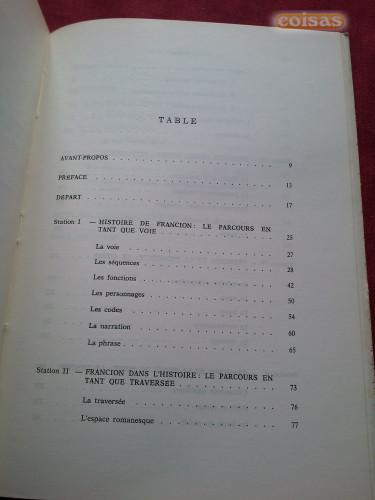 coisas
TABLE
AVANT-PROPOS . . . . . . . . . . . . . . . . . . . . 9
PRÉFACE . . . . . . . . . . . . . . . . . . . . 13
DÉPART . . . . . . . . . . . . . . . . . . . . 17
Station I — HISTOIRE DE FRANCION : LE PARCOURS EN
TANT QUE VOIE . . . . . . . . . . . . . . . 25
La voie . . . . . . . . . . . . . . . . 27
Les séquences . . . . . . . . . . . . . . 28
Les fonctions . . . . . . . . . . . . . . 42
Les personnages . . . . . . . . . . . . . 50
Les codes . . . . . . . . . . . . . . . 54
La narration . . . . . . . . . . . . . . 60
La phrase . . . . . . . . . . . . . . . 65
Station II — FRANCION DANS L'HISTOIRE : LE PARCOURS EN
TANT QUE TRAVERSÉE . . . . . . . . . . . . 73
La traversée . . . . . . . . . . . . . . 76
L'espace romanesque . . . . . . . . . . . 77